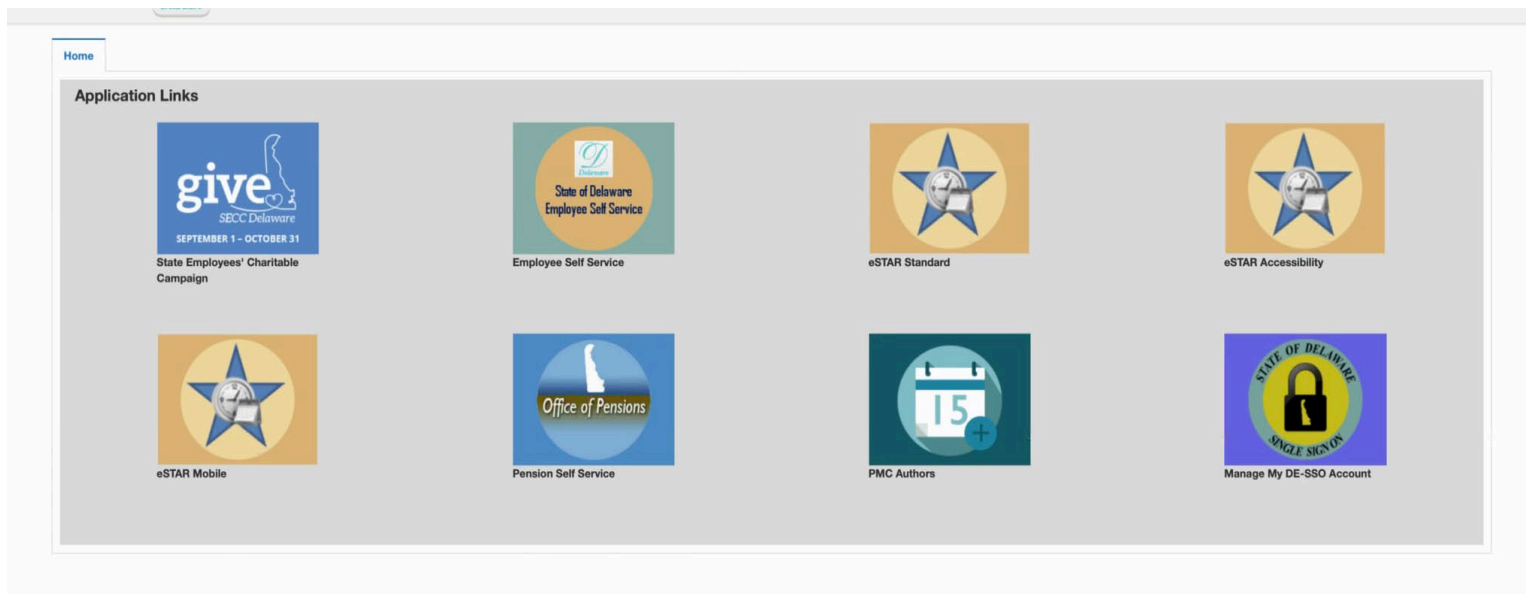 Home
Application Links
give
SECC Delaware
SEPTEMBER 1 – OCTOBER 31
State Employees' Charitable
Campaign
D
Delaware
State of Delaware
Employee Self Service
Employee Self Service
eSTAR Standard
eSTAR Accessibility
eSTAR Mobile
Office of Pensions
Pension Self Service
15
PMC Authors
STATE OF DELAWARE
SINGLE SIGN ON
Manage My DE-SSO Account